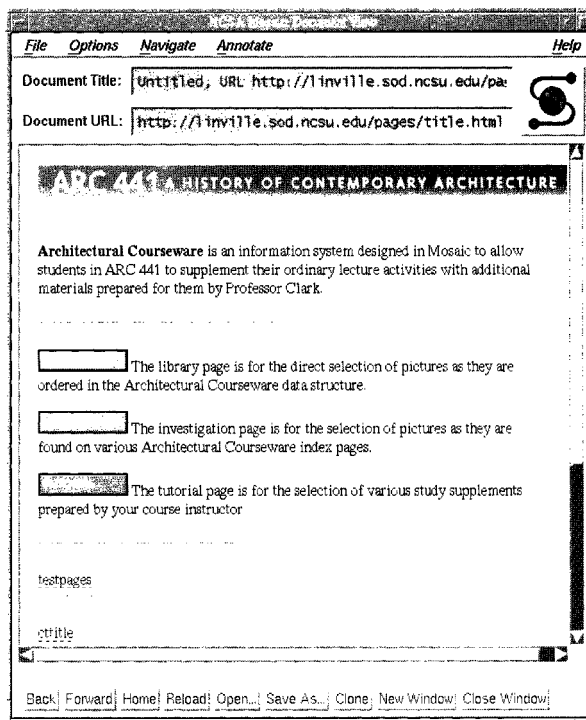 NCSA Mosaic: Document View
File Options Navigate Annotate Help
Document Title: Untitled, URL http://linville.sod.ncsu.edu/pa
Document URL: http://linville.sod.ncsu.edu/pages/title.html
ARC 441 A HISTORY OF CONTEMPORARY ARCHITECTURE
Architectural Courseware is an information system designed in Mosaic to allow
students in ARC 441 to supplement their ordinary lecture activities with additional
materials prepared for them by Professor Clark.
The library page is for the direct selection of pictures as they are
ordered in the Architectural Courseware data structure.
The investigation page is for the selection of pictures as they are
found on various Architectural Courseware index pages.
The tutorial page is for the selection of various study supplements
prepared by your course instructor
testpages
cttitle
Back Forward Home Reload Open... Save As... Clone New Window Close Window